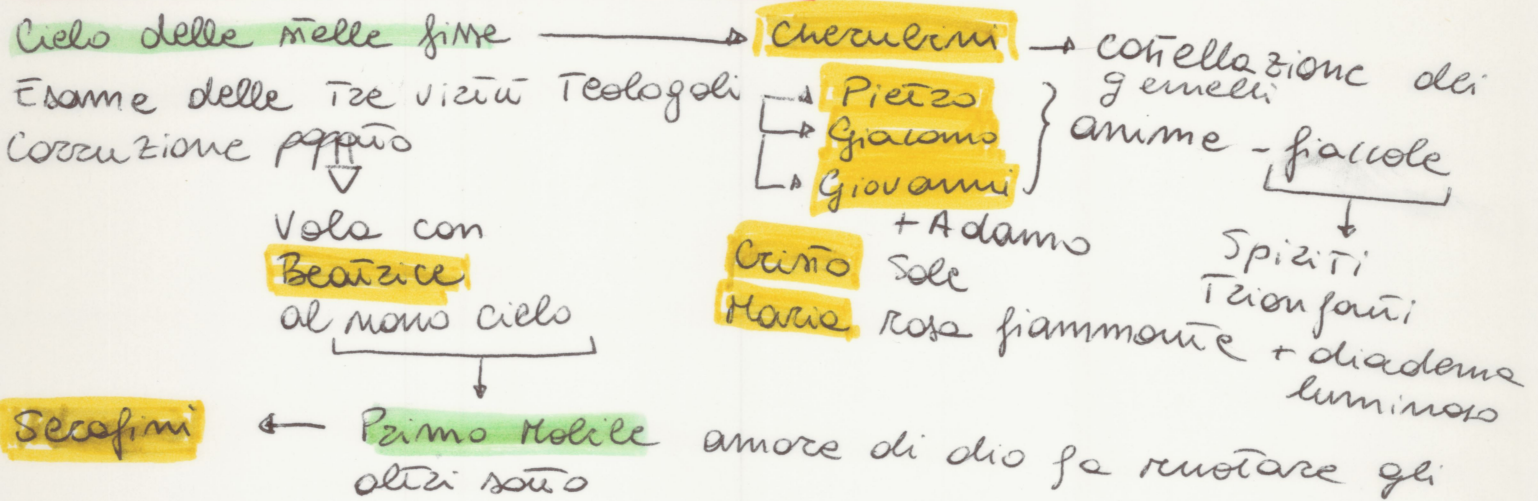 Cielo delle stelle fisse → Cherubini → costellazione dei gemelli
Esame delle Tre virtù Teologali
Pietro
Giacomo
Giovanni
+ Adamo
anime - fiaccole
Spiriti
Trionfanti
Corruzione papato
Vola con
Beatrice
al nono cielo
Cristo Sole
Maria rosa fiammante + diadema
luminoso
Serafini ← Primo Mobile amore di dio fa ruotare gli
altri sotto